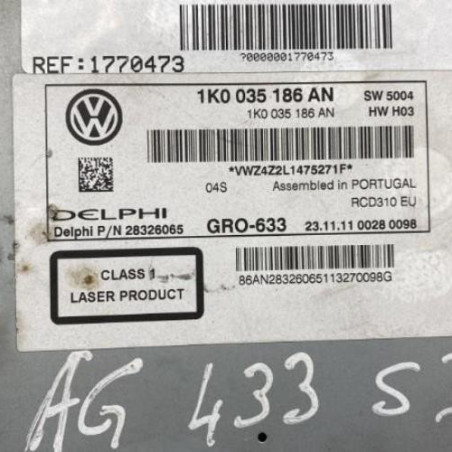 ?0000001770473
REF:1770473
1K0 035 186 AN SW 5004
1K0 035 186 AN HW H03
*VWZ4Z2L1475271F*
04S Assembled in PORTUGAL
RCD310 EU
DELPHI
Delphi P/N 28326065 GRO-633 23.11.11 0028 0098
CLASS 1
LASER PRODUCT
86AN28326065113270098G
AG 433